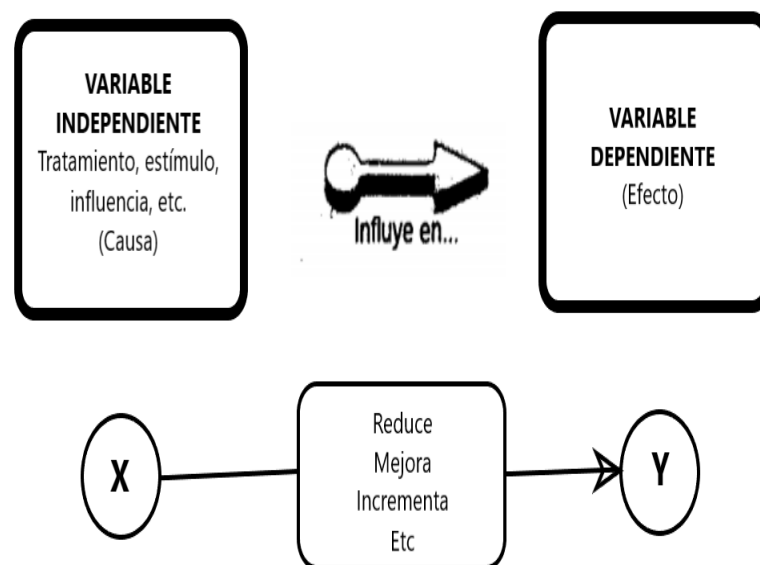 VARIABLE
INDEPENDIENTE
Tratamiento, estímulo,
influencia, etc.
(Causa)
Influye en...
VARIABLE
DEPENDIENTE
(Efecto)
X
Reduce
Mejora
Incrementa
Etc
Y